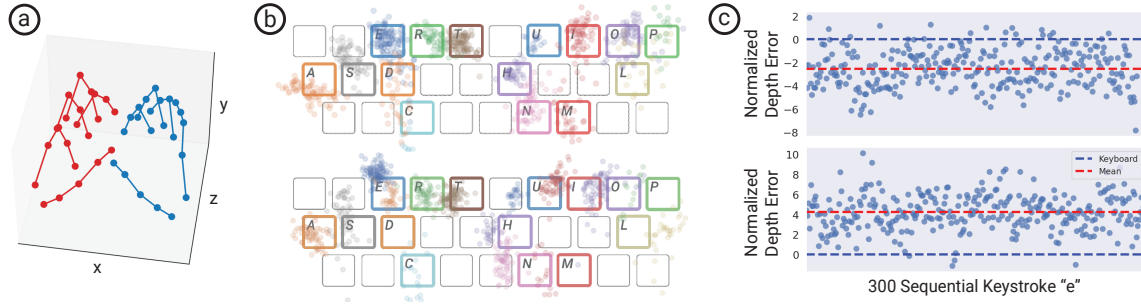 a
y
z
x
b
E R T U I O P
A S D H L
C N M
E R T U I O P
A S D H L
C N M
c
Normalized
Depth Error
2
0
−2
−4
−6
−8
Normalized
Depth Error
10
8
6
4
2
0
Keyboard
Mean
300 Sequential Keystroke “e”